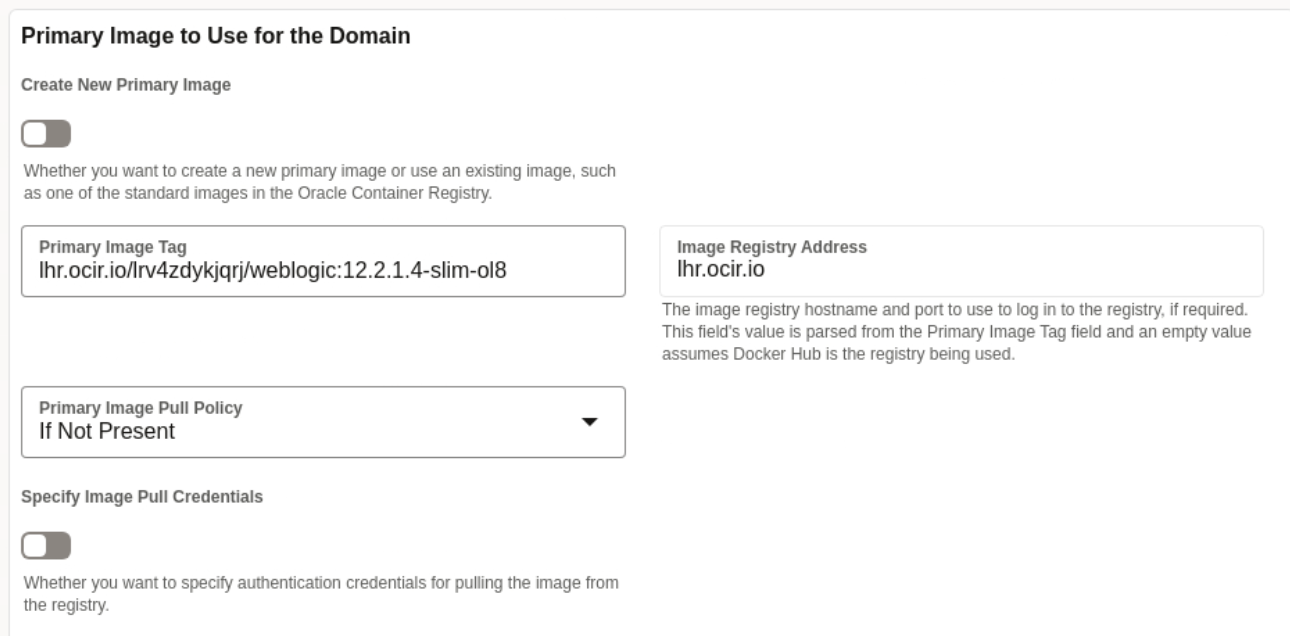 Primary Image to Use for the Domain
Create New Primary Image
Whether you want to create a new primary image or use an existing image, such
as one of the standard images in the Oracle Container Registry.
Primary Image Tag
lhr.ocir.io/lrv4zdykjqrj/weblogic:12.2.1.4-slim-ol8
Image Registry Address
lhr.ocir.io
The image registry hostname and port to use to log in to the registry, if required.
This field's value is parsed from the Primary Image Tag field and an empty value
assumes Docker Hub is the registry being used.
Primary Image Pull Policy
If Not Present
Specify Image Pull Credentials
Whether you want to specify authentication credentials for pulling the image from
the registry.